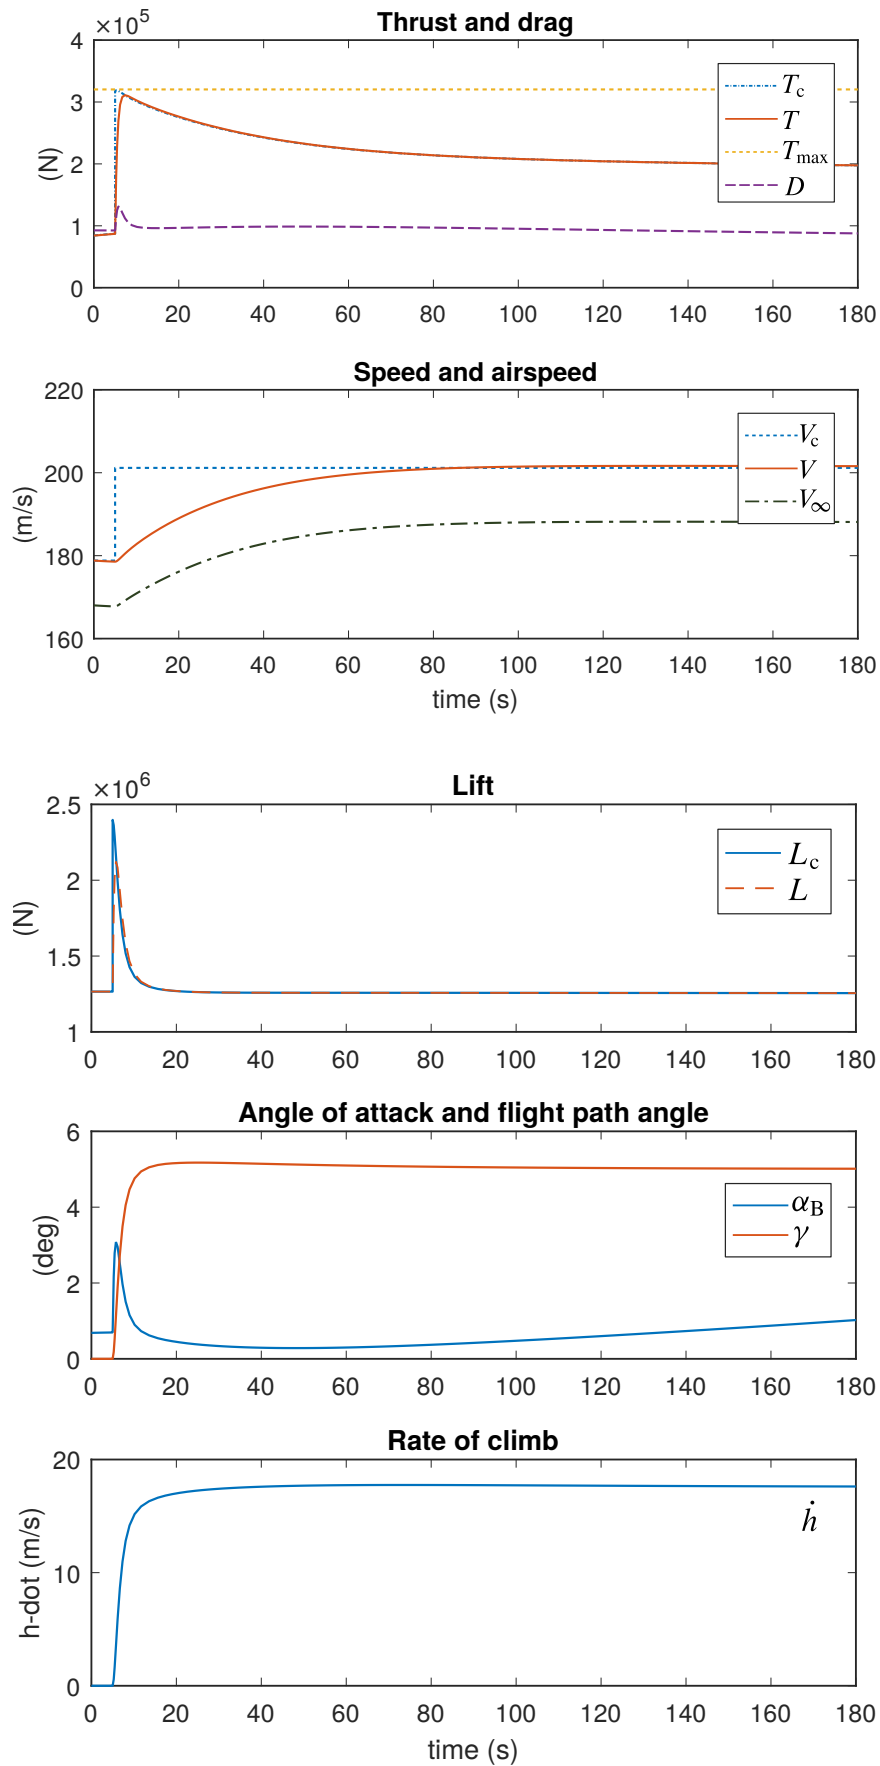 Thrust and drag
×10⁵
4
3
2
1
0
(N)
T_c
T
T_max
D
0 20 40 60 80 100 120 140 160 180
Speed and airspeed
220
200
180
160
(m/s)
V_c
V
V_∞
0 20 40 60 80 100 120 140 160 180
time (s)
×10⁶
Lift
2.5
2
1.5
1
(N)
L_c
L
0 20 40 60 80 100 120 140 160 180
Angle of attack and flight path angle
6
4
2
0
(deg)
α_B
γ
0 20 40 60 80 100 120 140 160 180
Rate of climb
20
10
0
h-dot (m/s)
ḣ
0 20 40 60 80 100 120 140 160 180
time (s)